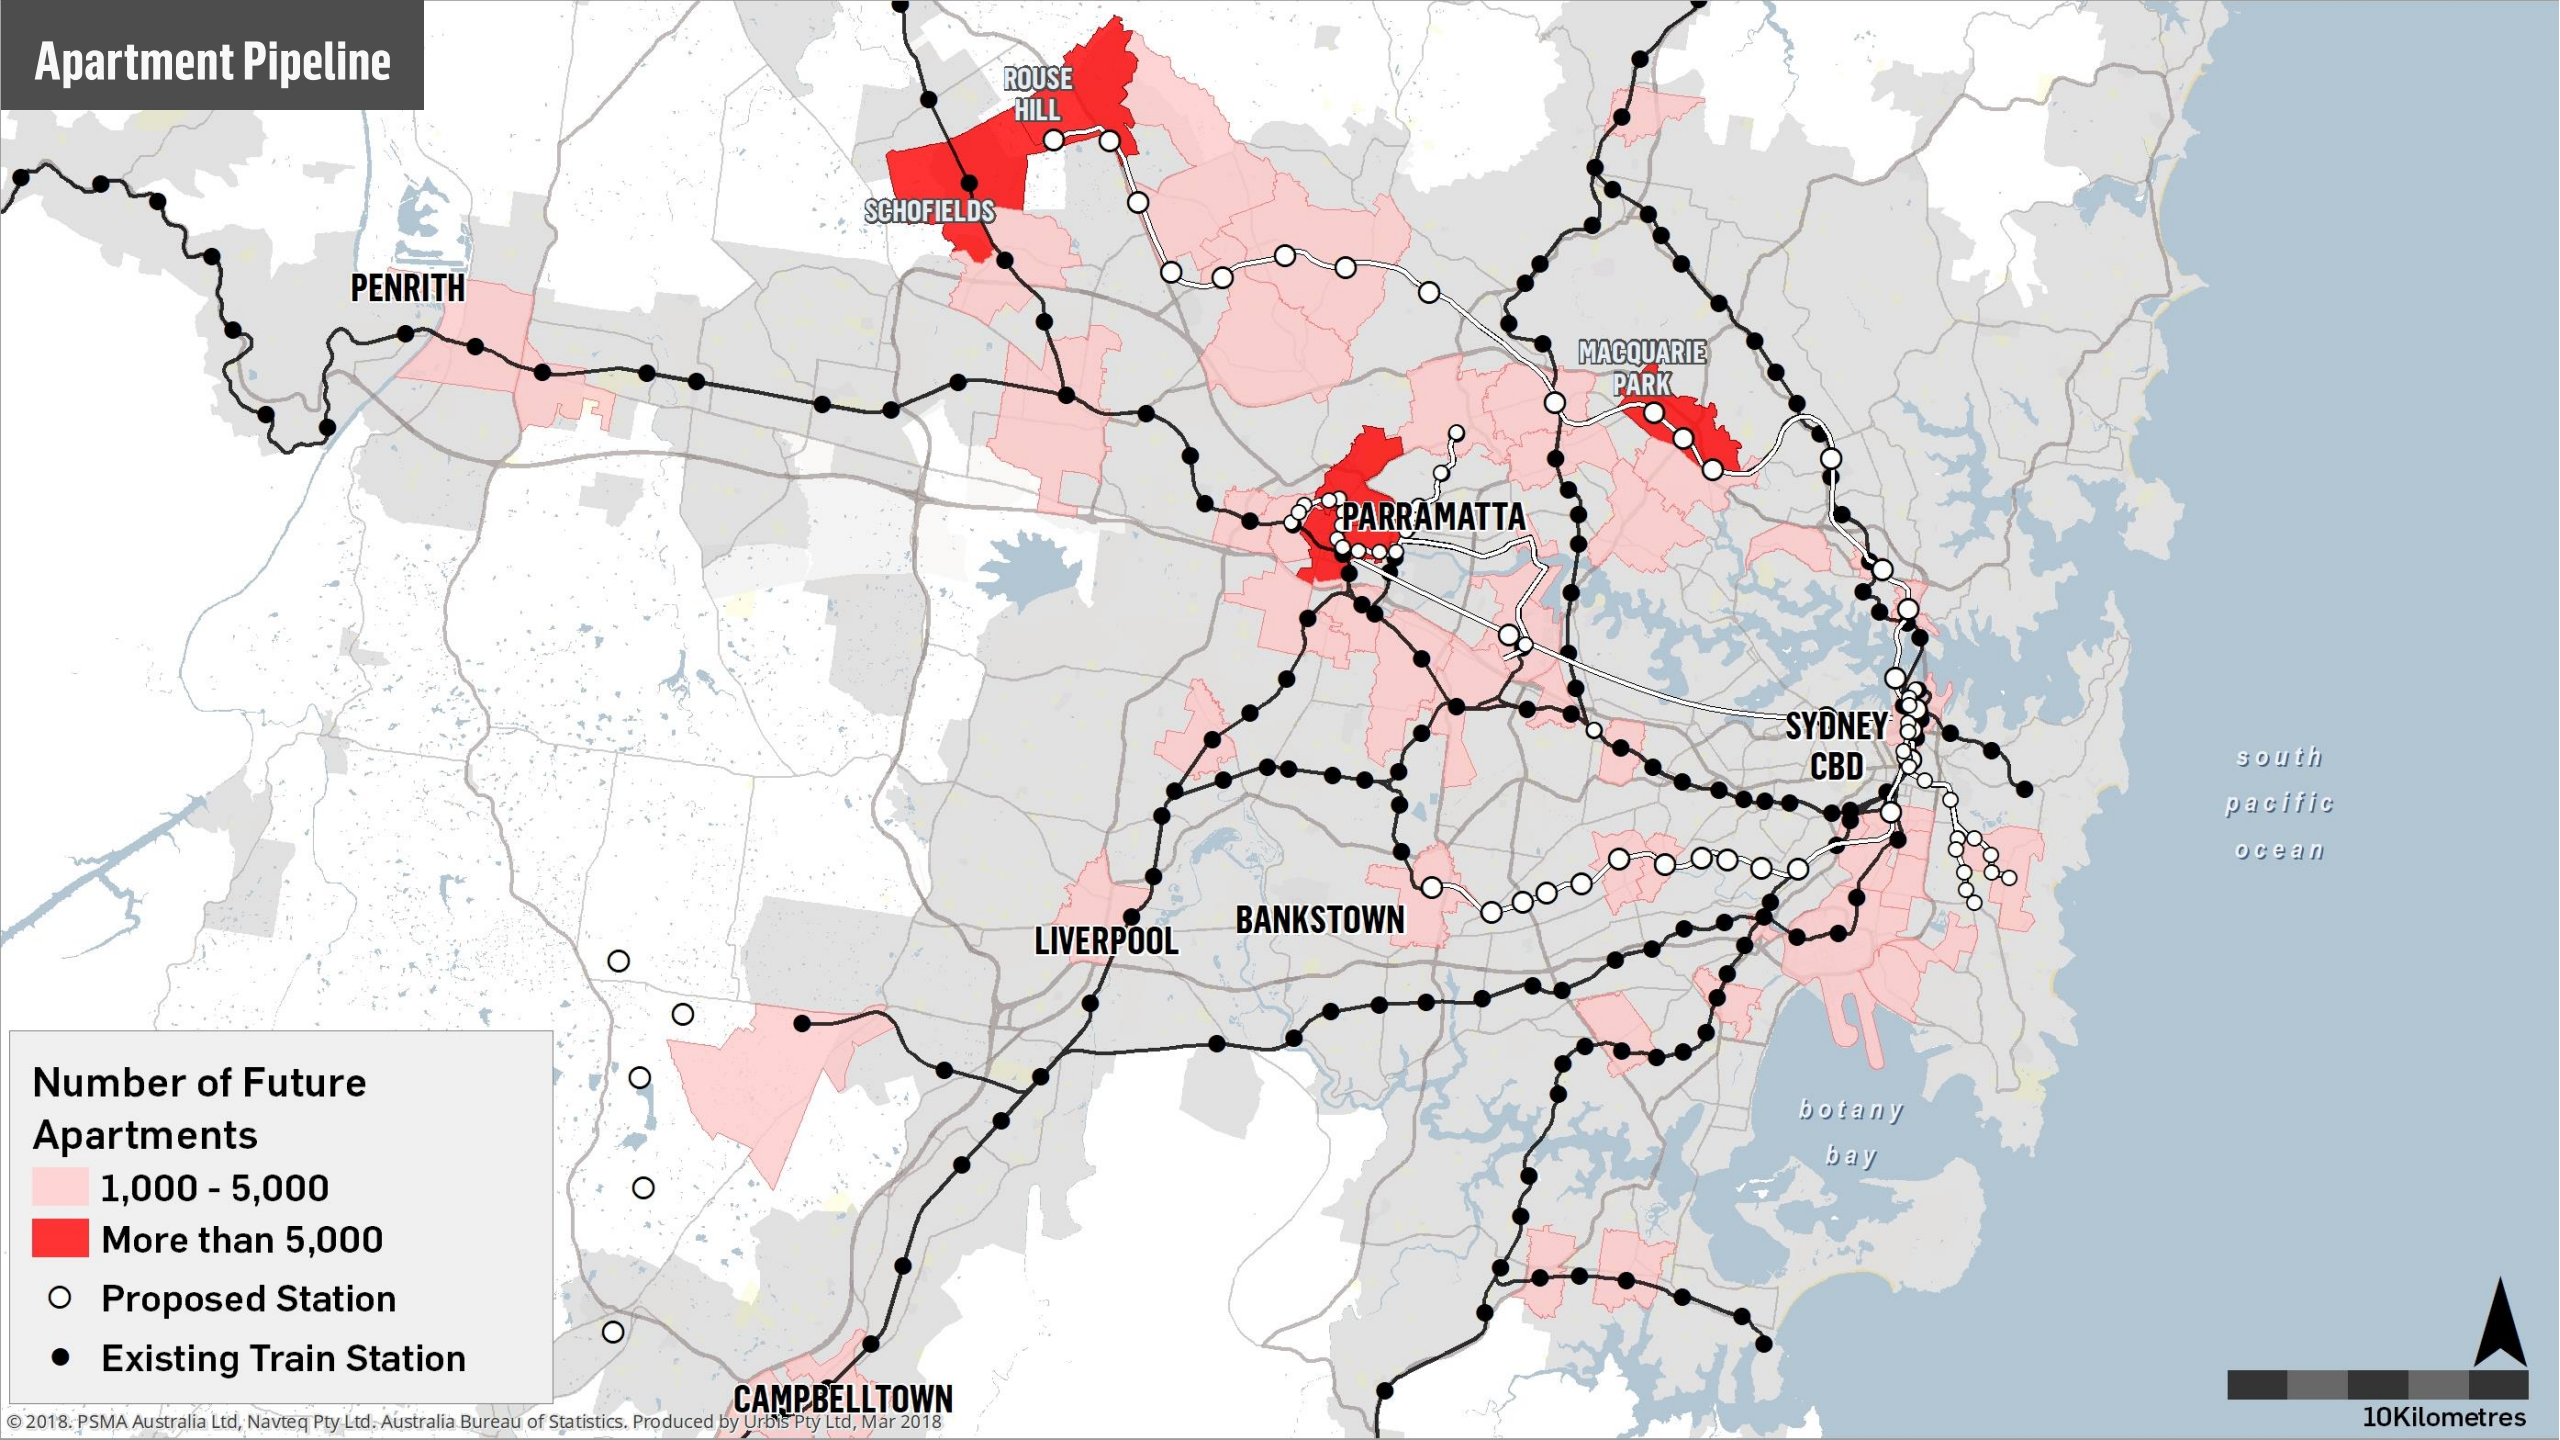 Apartment Pipeline
ROUSE
HILL
SCHOFIELDS
PENRITH
MACQUARIE
PARK
PARRAMATTA
SYDNEY
CBD
south
pacific
ocean
BANKSTOWN
LIVERPOOL
botany
bay
Number of Future
Apartments
1,000 - 5,000
More than 5,000
Proposed Station
Existing Train Station
CAMPBELLTOWN
10Kilometres
© 2018. PSMA Australia Ltd, Navteq Pty Ltd. Australia Bureau of Statistics. Produced by Urbis Pty Ltd, Mar 2018